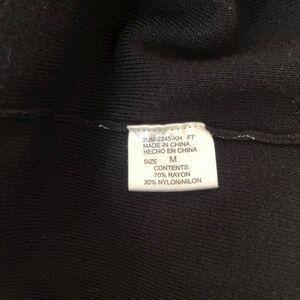 2UM-2245-KH F7
MADE IN CHINA
HECHO EN CHINA
SIZE M
CONTENTS:
70% RAYON
30% NYLON/NILON